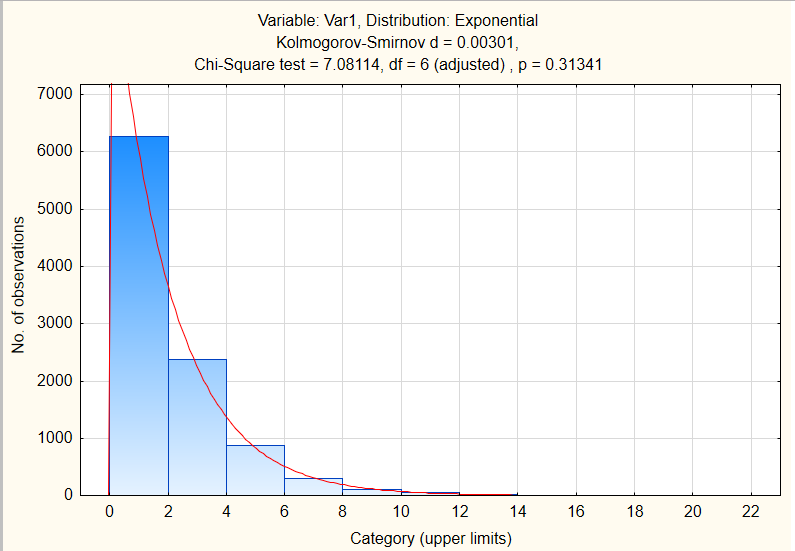 Variable: Var1, Distribution: Exponential
Kolmogorov-Smirnov d = 0.00301,
Chi-Square test = 7.08114, df = 6 (adjusted) , p = 0.31341
7000
6000
5000
4000
3000
2000
1000
0
No. of observations
0 2 4 6 8 10 12 14 16 18 20 22
Category (upper limits)